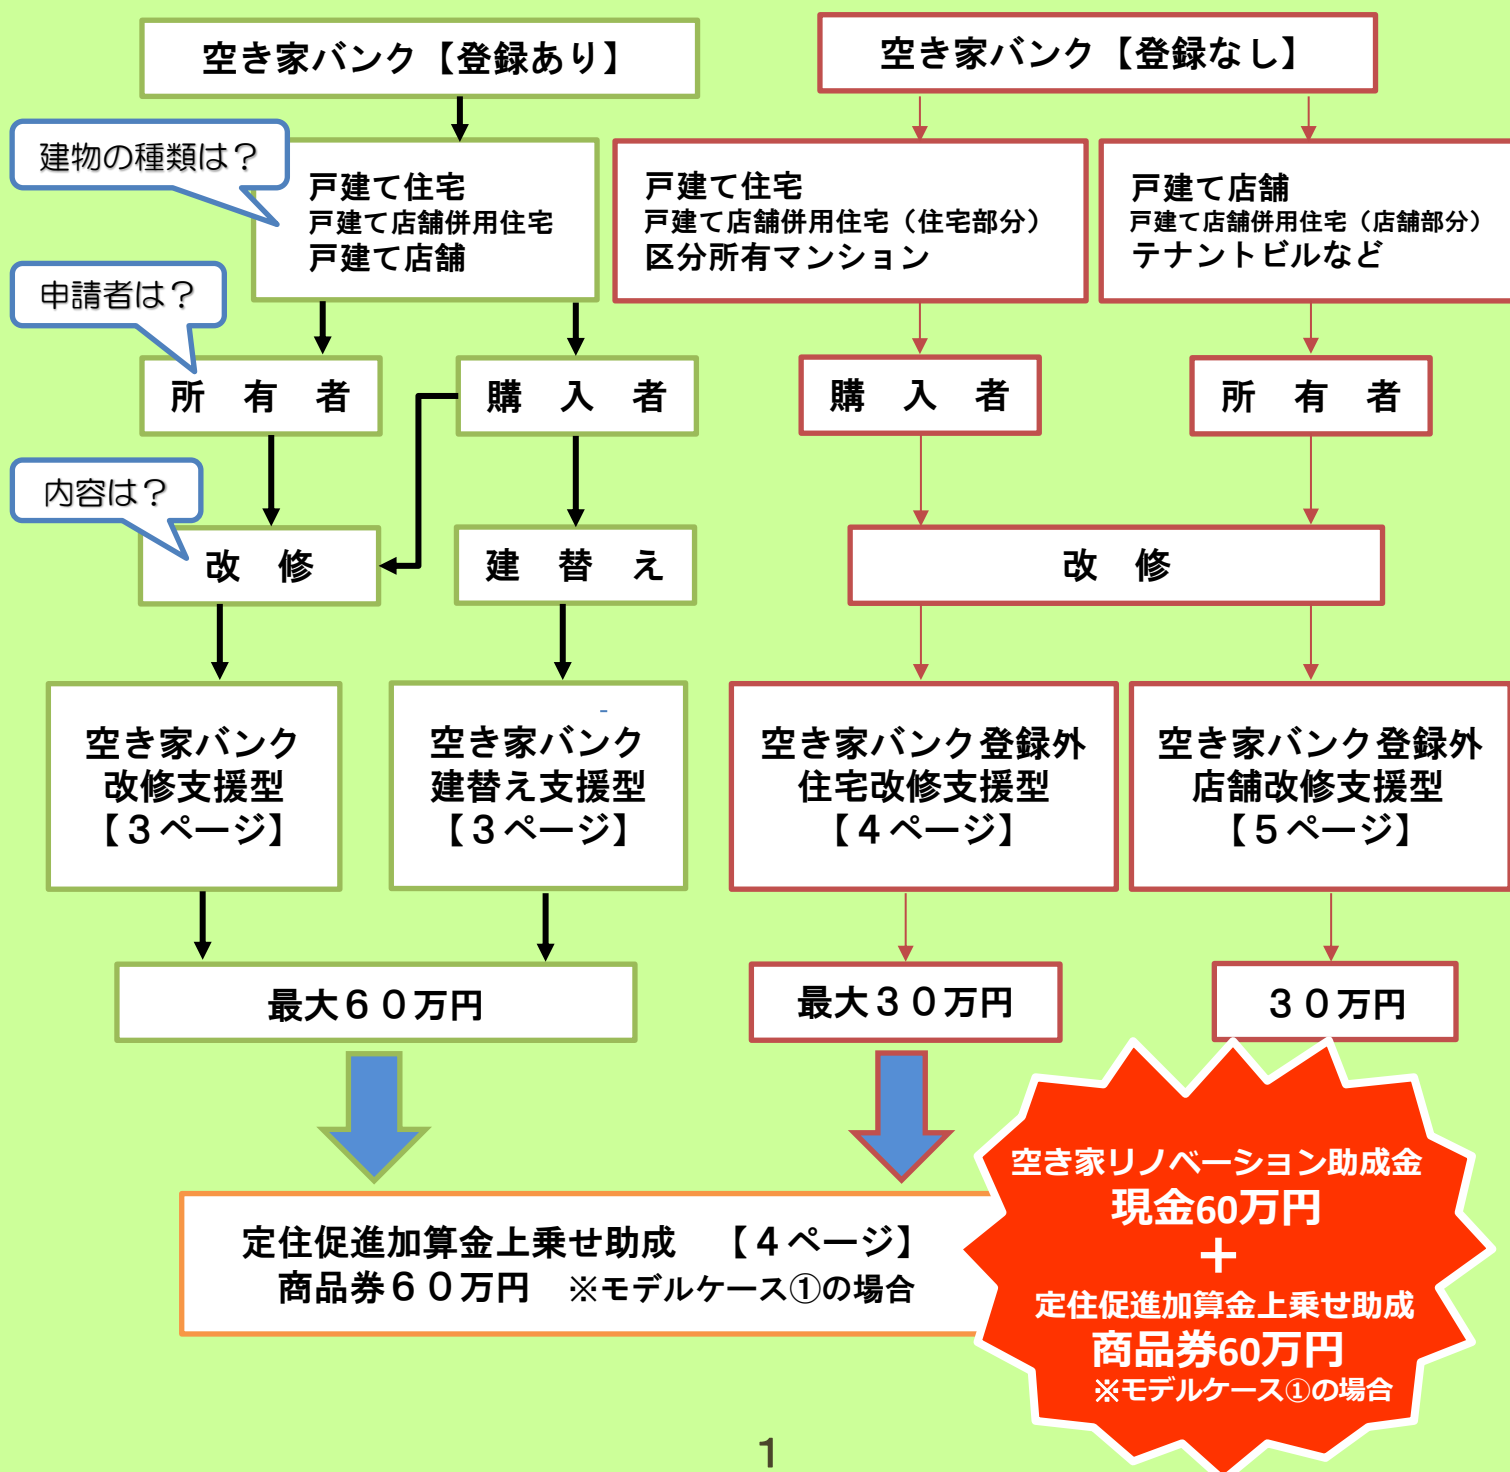 空き家バンク【登録あり】
空き家バンク【登録なし】
建物の種類は？
戸建て住宅
戸建て店舗併用住宅
戸建て店舗
戸建て住宅
戸建て店舗併用住宅（住宅部分）
区分所有マンション
戸建て店舗
戸建て店舗併用住宅（店舗部分）
テナントビルなど
申請者は？
所　有　者
購　入　者
購　入　者
所　有　者
内容は？
改　修
建　替　え
改　修
空き家バンク
改修支援型
【３ページ】
空き家バンク
建替え支援型
【３ページ】
空き家バンク登録外
住宅改修支援型
【４ページ】
空き家バンク登録外
店舗改修支援型
【５ページ】
最大６０万円
最大３０万円
３０万円
定住促進加算金上乗せ助成　【４ページ】
商品券６０万円　※モデルケース①の場合
空き家リノベーション助成金
現金60万円
＋
定住促進加算金上乗せ助成
商品券60万円
※モデルケース①の場合
1